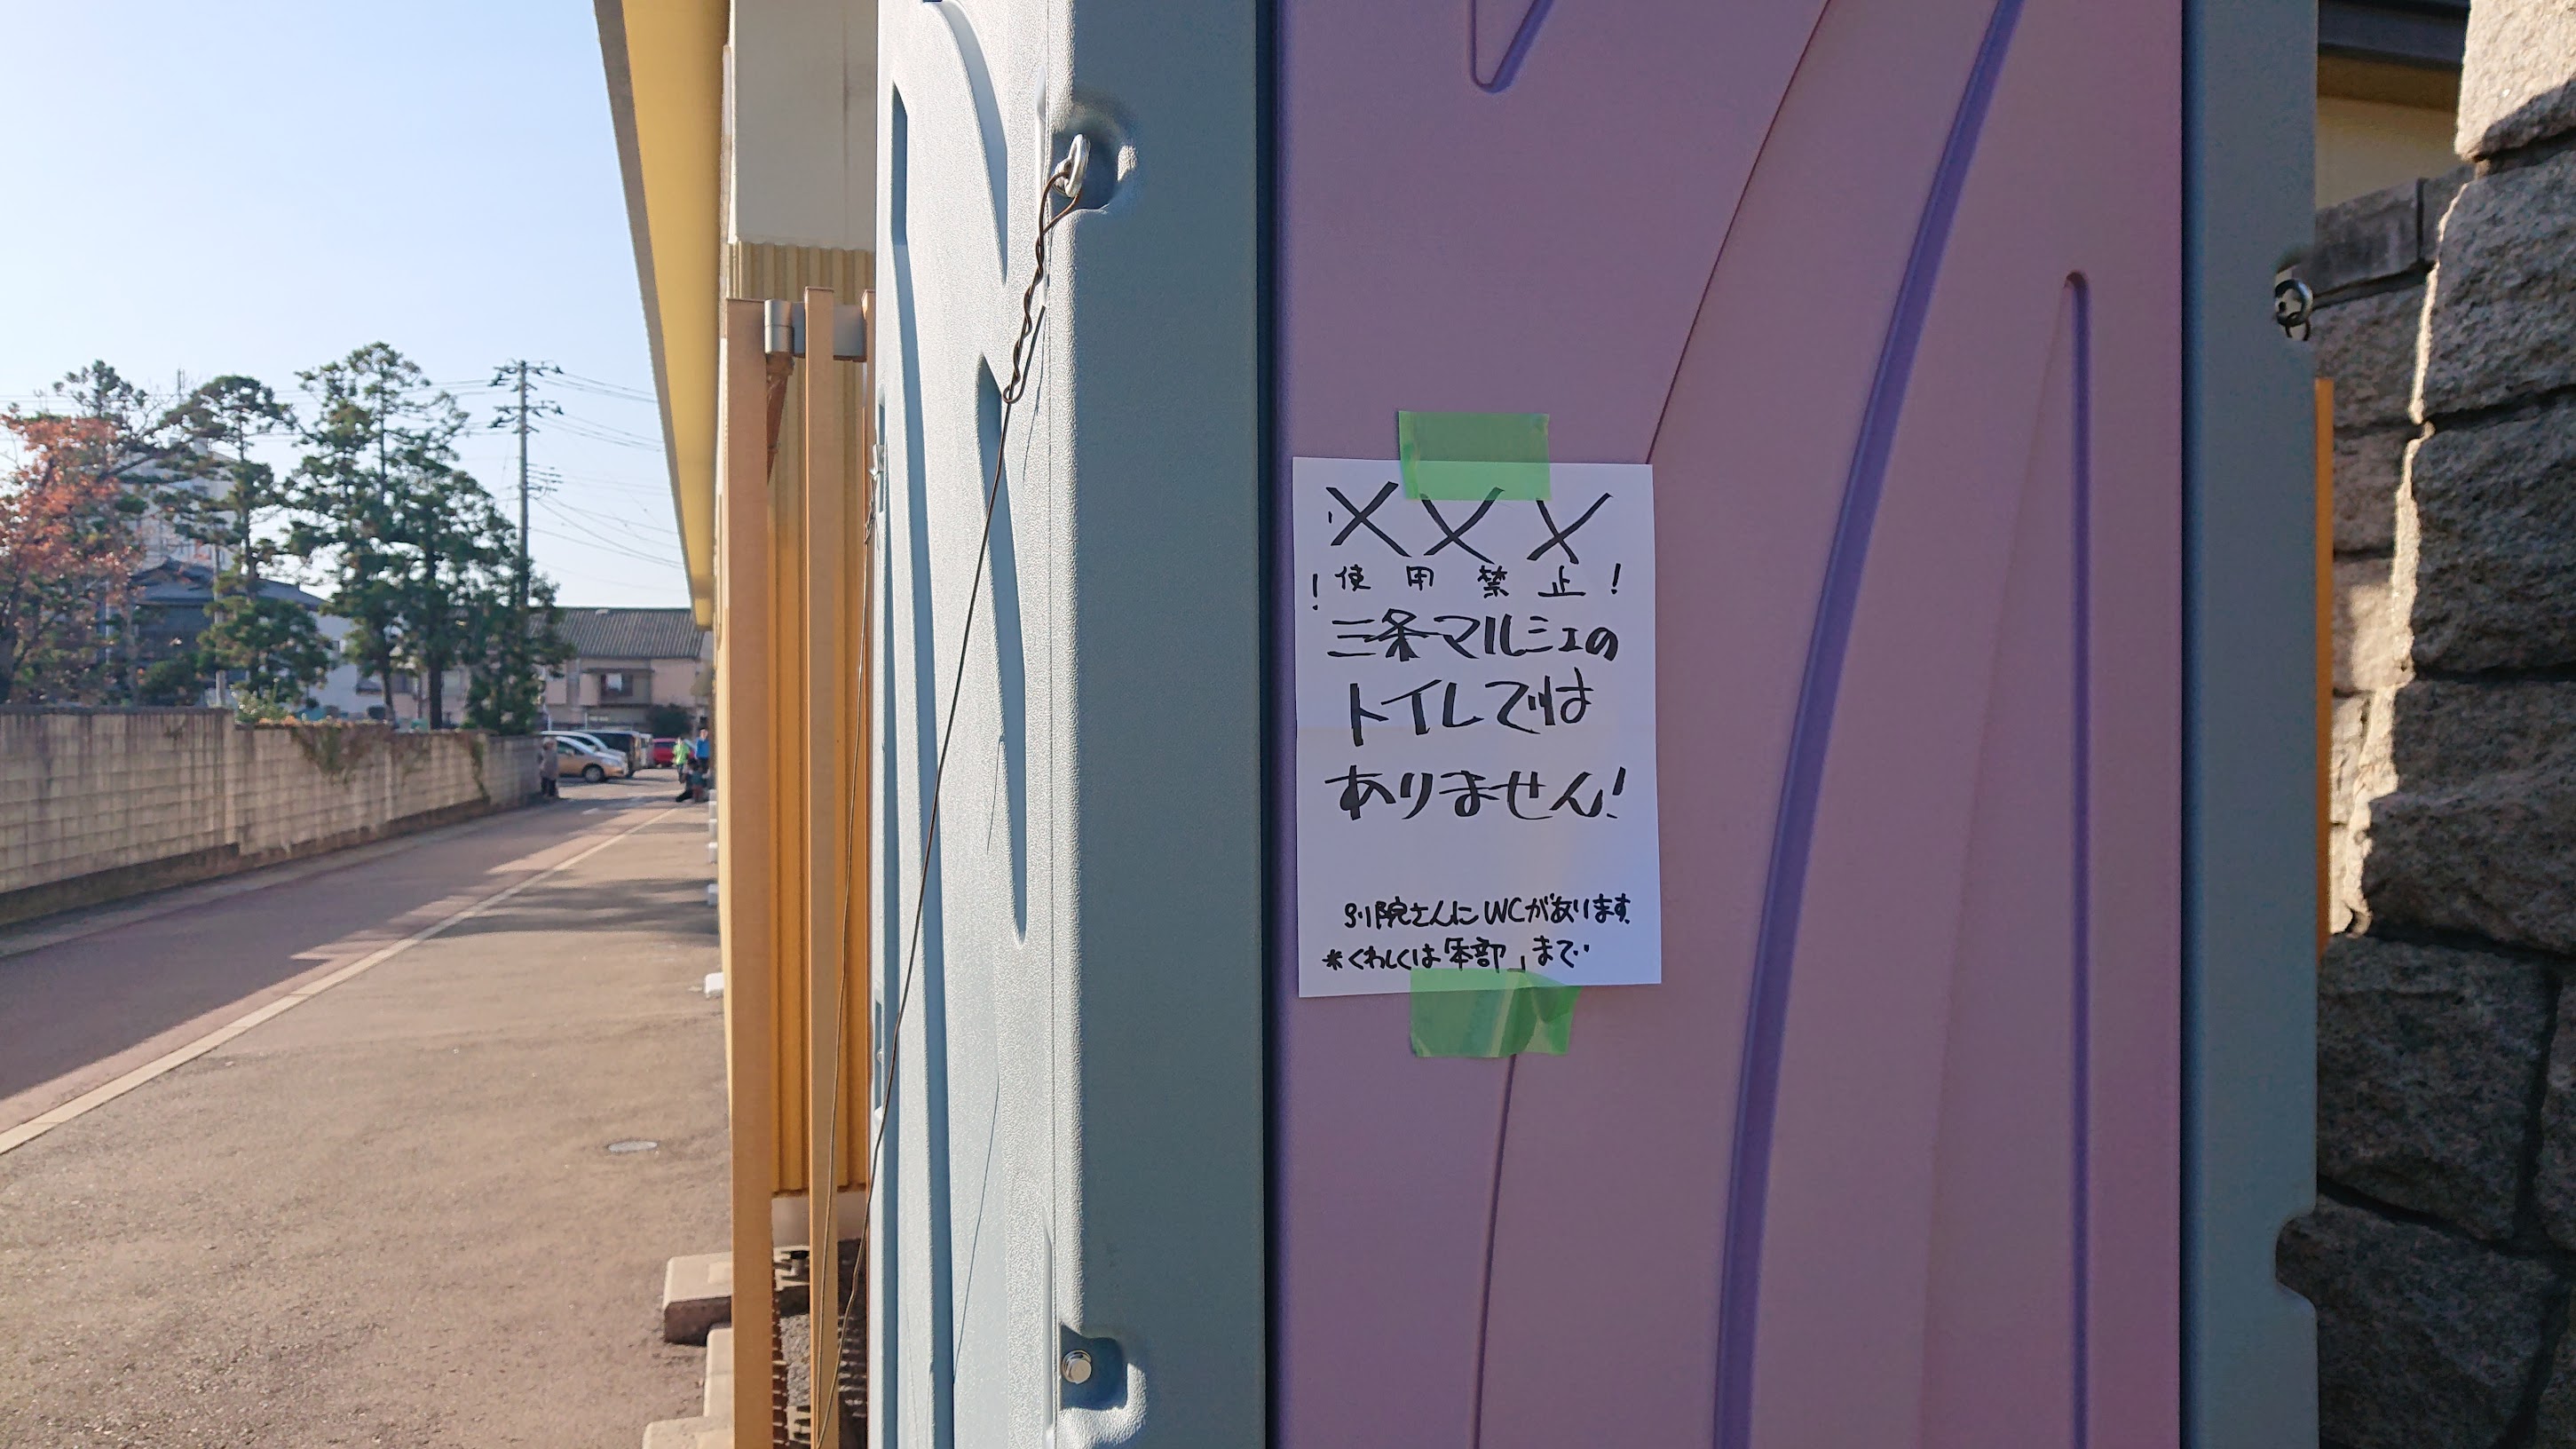 ×××
!使用禁止!
三条マルシェの
トイレでは
ありません!
別院さんにWCがあります。
*くわしくは「本部」まで